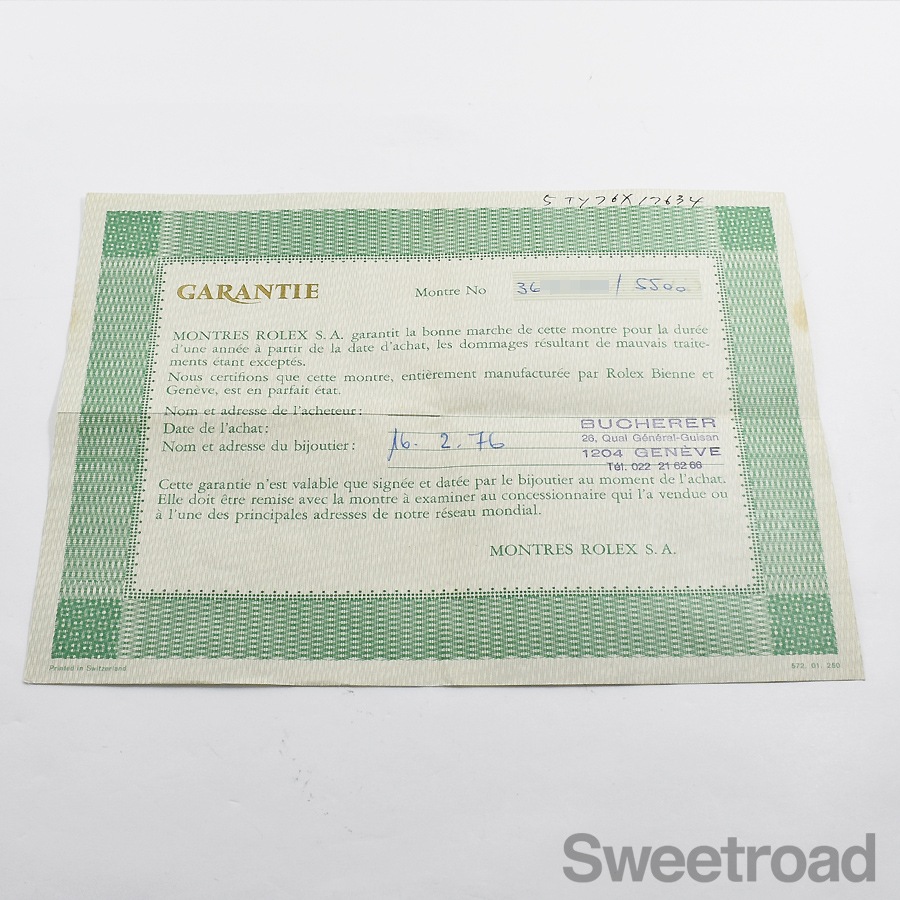 STY76X17634
GARANTIE
Montre No 36 / 5500
MONTRES ROLEX S.A. garantit la bonne marche de cette montre pour la durée
d'une année à partir de la date d'achat, les dommages résultant de mauvais traite-
ments étant exceptés.
Nous certifions que cette montre, entièrement manufacturée par Rolex Bienne et
Genève, est en parfait état.
Nom et adresse de l'acheteur:
Date de l'achat:
Nom et adresse du bijoutier:
16. 2. 76
BUCHERER
26, Quai Général-Guisan
1204 GENÈVE
Tél. 022 21 62 66
Cette garantie n'est valable que signée et datée par le bijoutier au moment de l'achat.
Elle doit être remise avec la montre à examiner au concessionnaire qui l'a vendue ou
à l'une des principales adresses de notre réseau mondial.
MONTRES ROLEX S.A.
Printed in Switzerland
572. 01. 250
Sweetroad